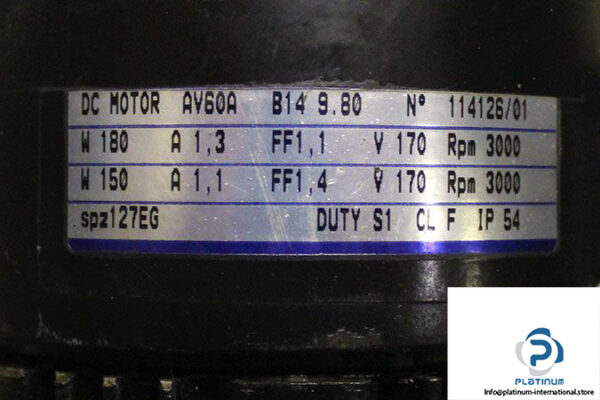 DC MOTOR AV60A B14 9.80 N° 114126/01
W 180 A 1,3 FF1,1 V 170 Rpm 3000
W 150 A 1,1 FF1,4 V 170 Rpm 3000
spz127EG DUTY S1 CL F IP 54
PLATINUM
https://platinum-international.store